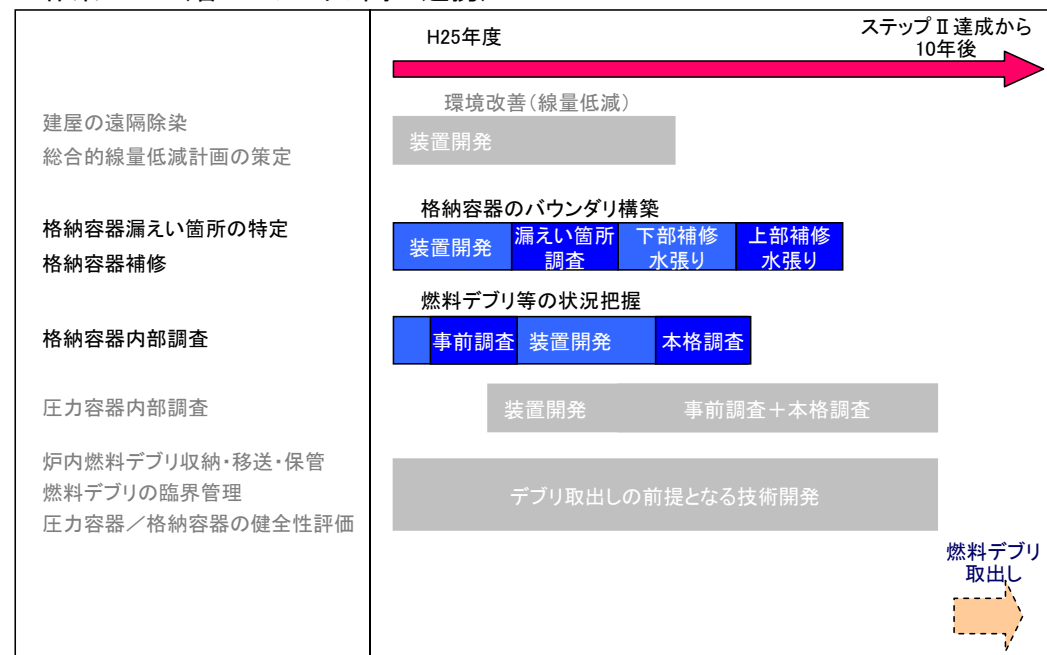 H25年度
ステップⅡ達成から
10年後
環境改善(線量低減)
建屋の遠隔除染
総合的線量低減計画の策定
装置開発
格納容器のバウンダリ構築
格納容器漏えい箇所の特定
格納容器補修
装置開発
漏えい箇所
調査
下部補修
水張り
上部補修
水張り
燃料デブリ等の状況把握
格納容器内部調査
事前調査
装置開発
本格調査
圧力容器内部調査
装置開発
事前調査+本格調査
炉内燃料デブリ収納・移送・保管
燃料デブリの臨界管理
圧力容器/格納容器の健全性評価
デブリ取出しの前提となる技術開発
燃料デブリ
取出し